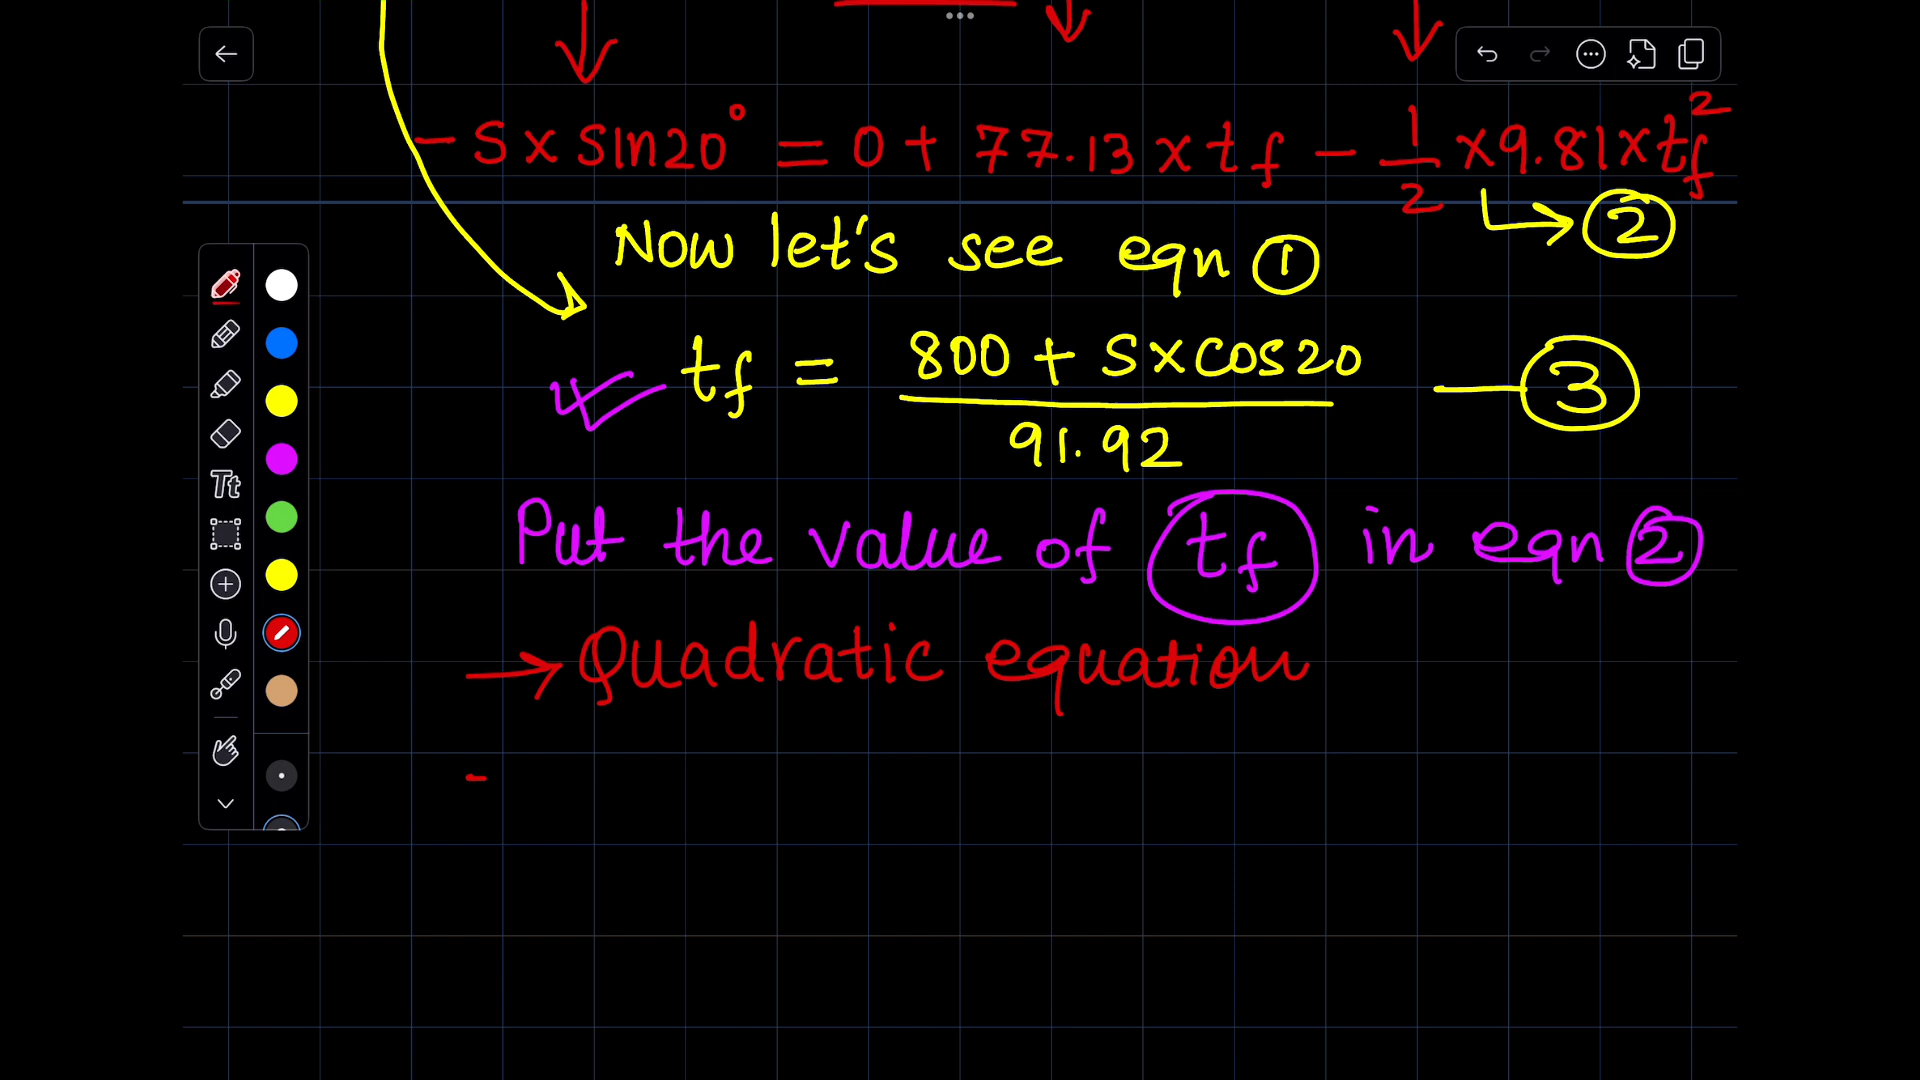 - S x sin20° = 0 + 77.13 x tf - 1/2 x 9.81 x tf²
②
Now let's see eqn ①
tf = (800 + S x cos20) / 91.92 — ③
Put the value of tf in eqn ②
→ Quadratic equation
-
Tt